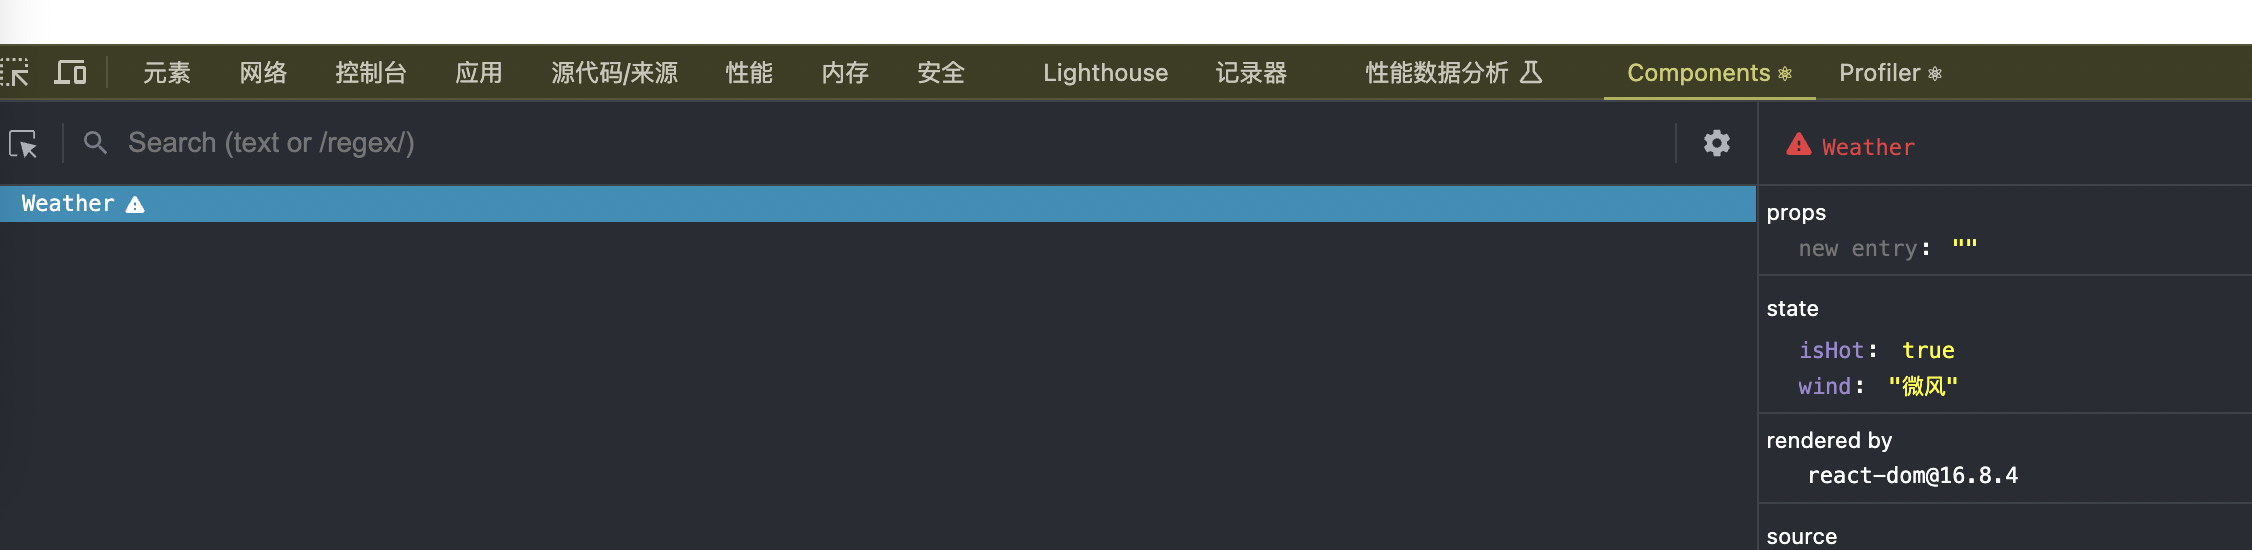 元素 网络 控制台 应用 源代码/来源 性能 内存 安全 Lighthouse 记录器 性能数据分析 Components Profiler
Search (text or /regex/)
Weather
Weather
props
new entry: ""
state
isHot: true
wind: "微风"
rendered by
react-dom@16.8.4
source